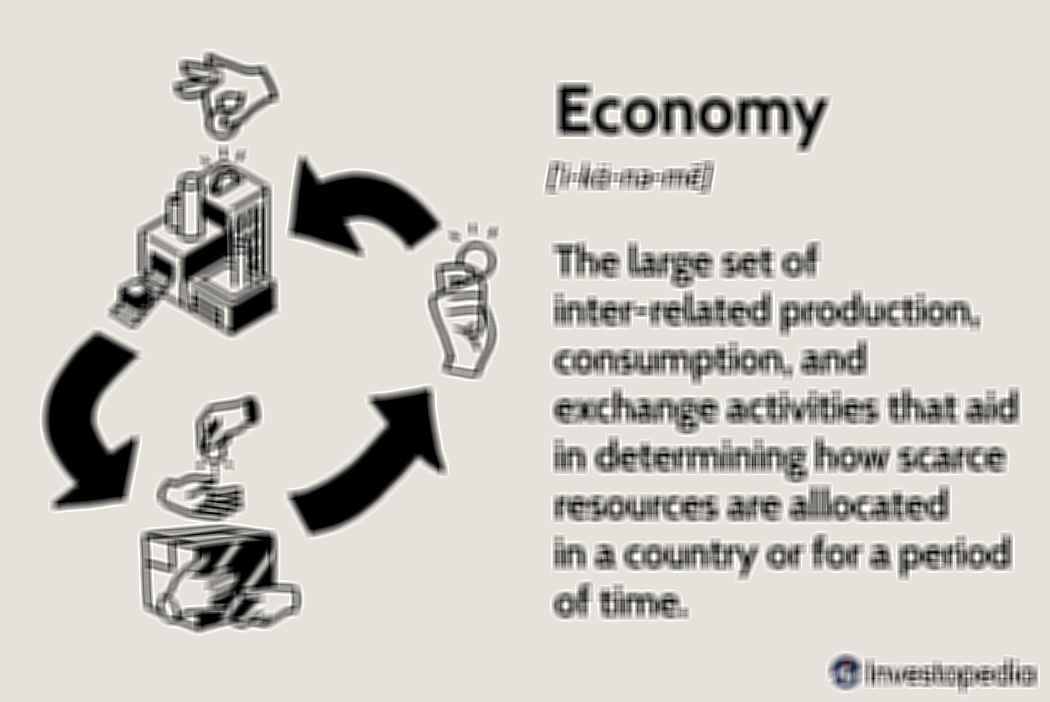 Economy
[i-kä-nə-mē]
The large set of
inter-related production,
consumption, and
exchange activities that aid
in determining how scarce
resources are allocated
in a country or for a period
of time.
Investopedia